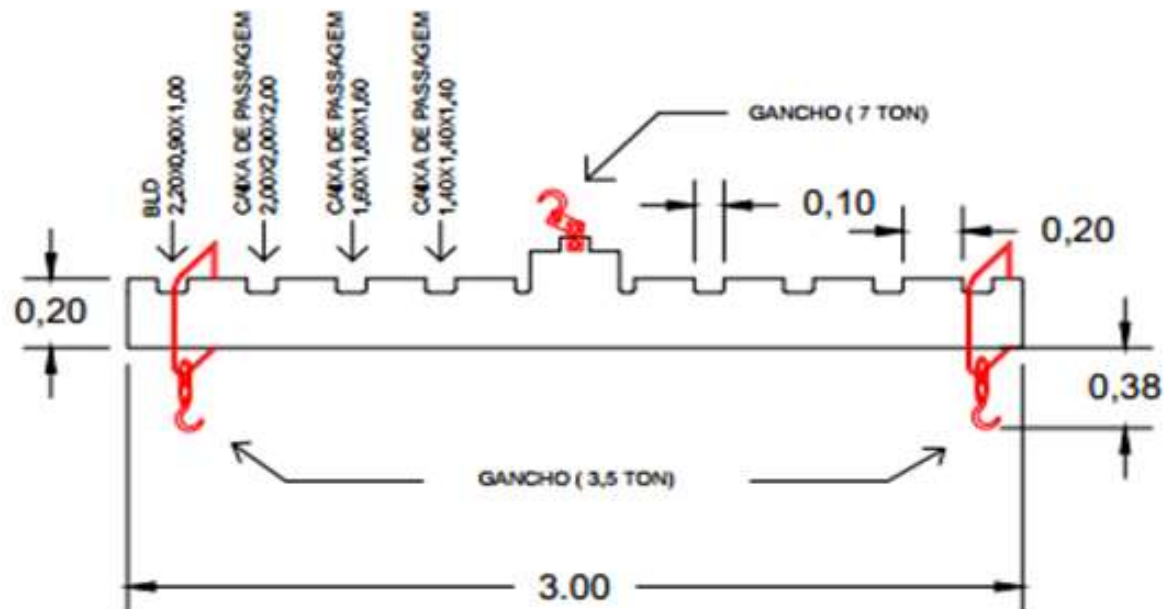 BLD
2,20X0,90X1,00
CAIXA DE PASSAGEM
2,00X2,00X2,00
CAIXA DE PASSAGEM
1,60X1,60X1,60
CAIXA DE PASSAGEM
1,40X1,40X1,40
GANCHO ( 7 TON)
0,10
0,20
0,20
0,38
GANCHO ( 3,5 TON)
3.00